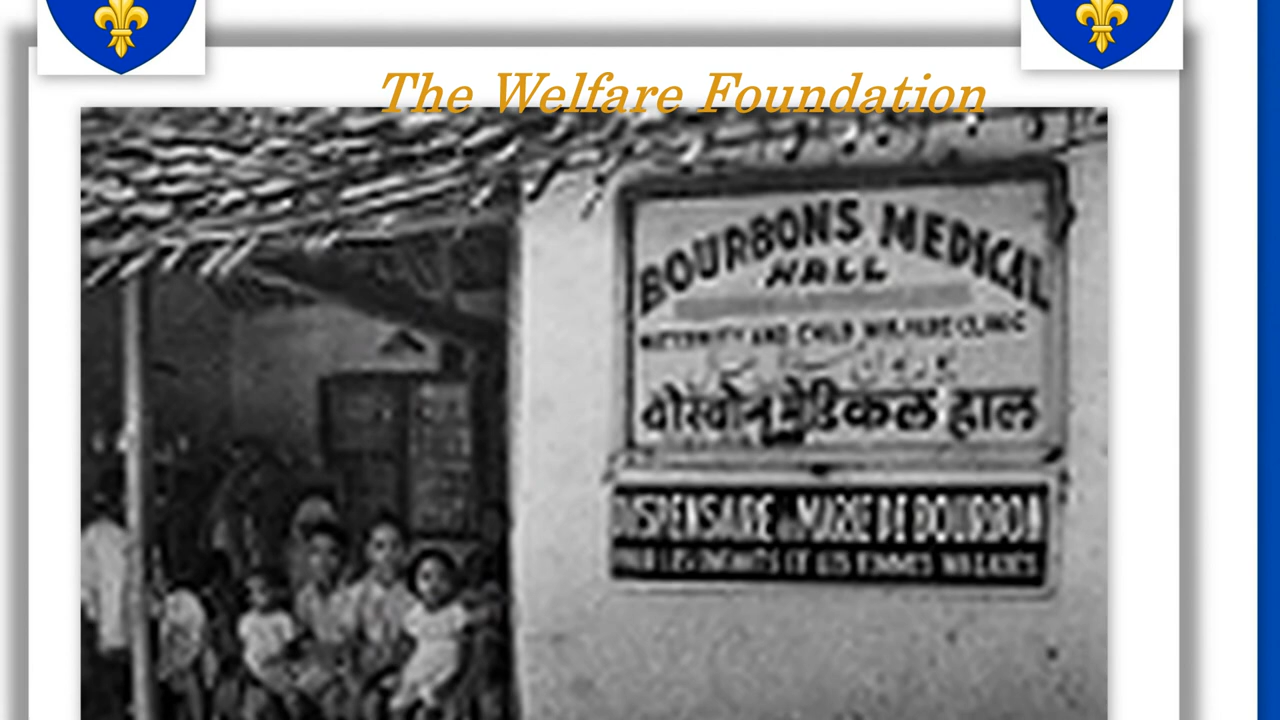 The Welfare Foundation
BOURBONS MEDICAL
HALL
MATERNITY AND CHILD WELFARE CLINIC
बोरबोन मेडिकल हाल
DISPENSAIRE MARIE DE BOURBON
POUR LES ENFANTS ET LES FEMMES MALADES